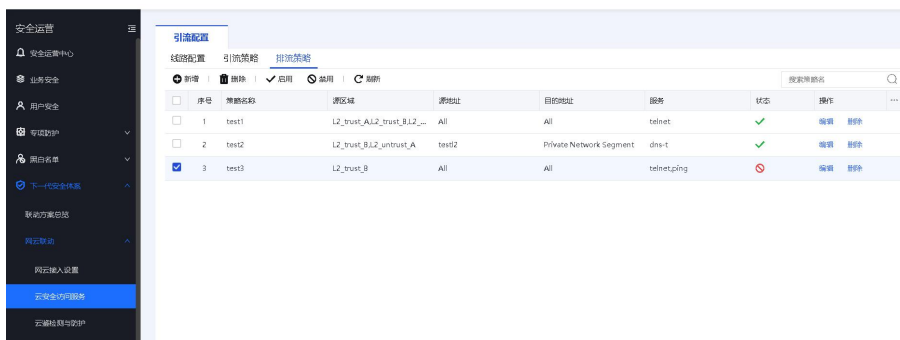 安全运营
安全运营中心
业务安全
用户安全
专项防护
黑白名单
下一代安全体系
联动方案总览
网云联动
网云接入设置
云安全访问服务
云鉴检测与防护
引流配置
线路配置 引流策略 排流策略
新增 删除 启用 禁用 刷新 搜索策略名
序号 策略名称 源区域 源地址 目的地址 服务 状态 操作
1 test1 L2_trust_A,L2_trust_B,L2_... All All telnet 编辑 删除
2 test2 L2_trust_B,L2_untrust_A testl2 Private Network Segment dns-t 编辑 删除
3 test3 L2_trust_B All All telnet,ping 编辑 删除